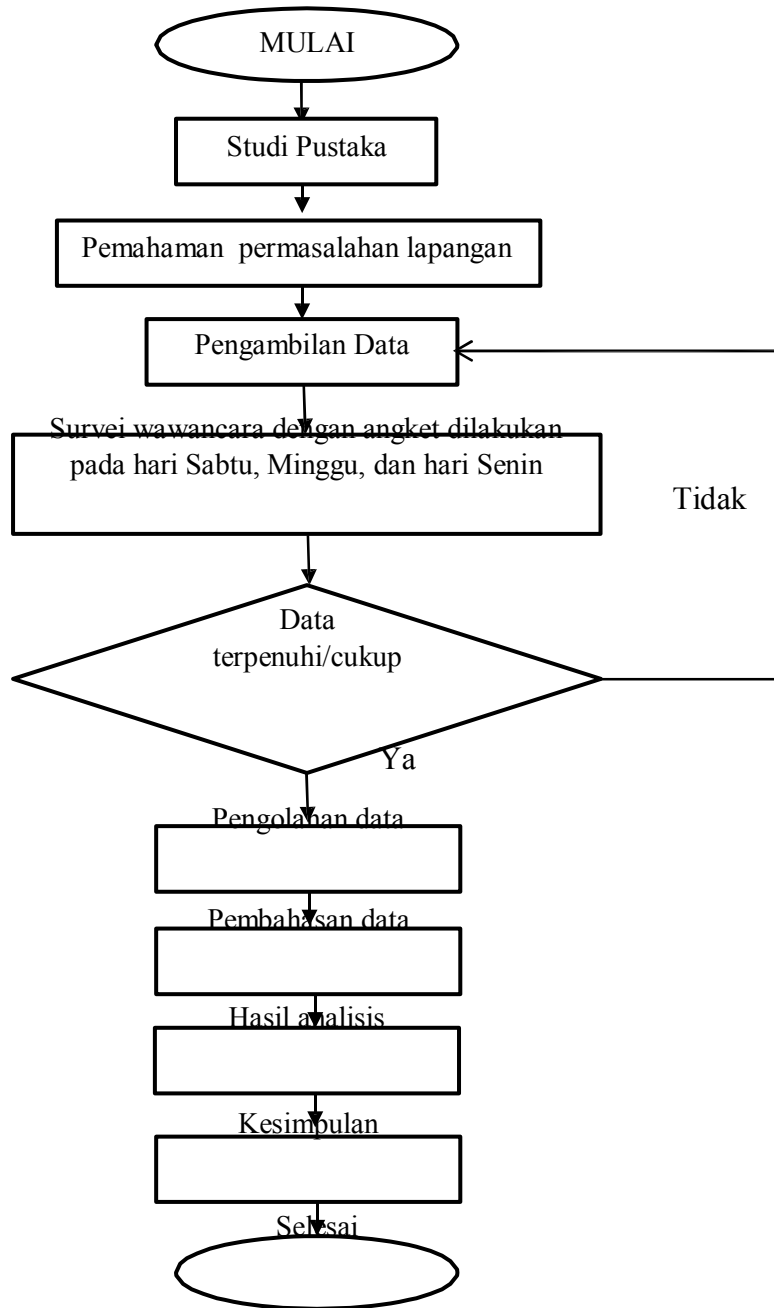 MULAI
Studi Pustaka
Pemahaman permasalahan lapangan
Pengambilan Data
Survei wawancara dengan angket dilakukan
pada hari Sabtu, Minggu, dan hari Senin
Tidak
Data
terpenuhi/cukup
Ya
Pengolahan data
Pembahasan data
Hasil analisis
Kesimpulan
Selesai